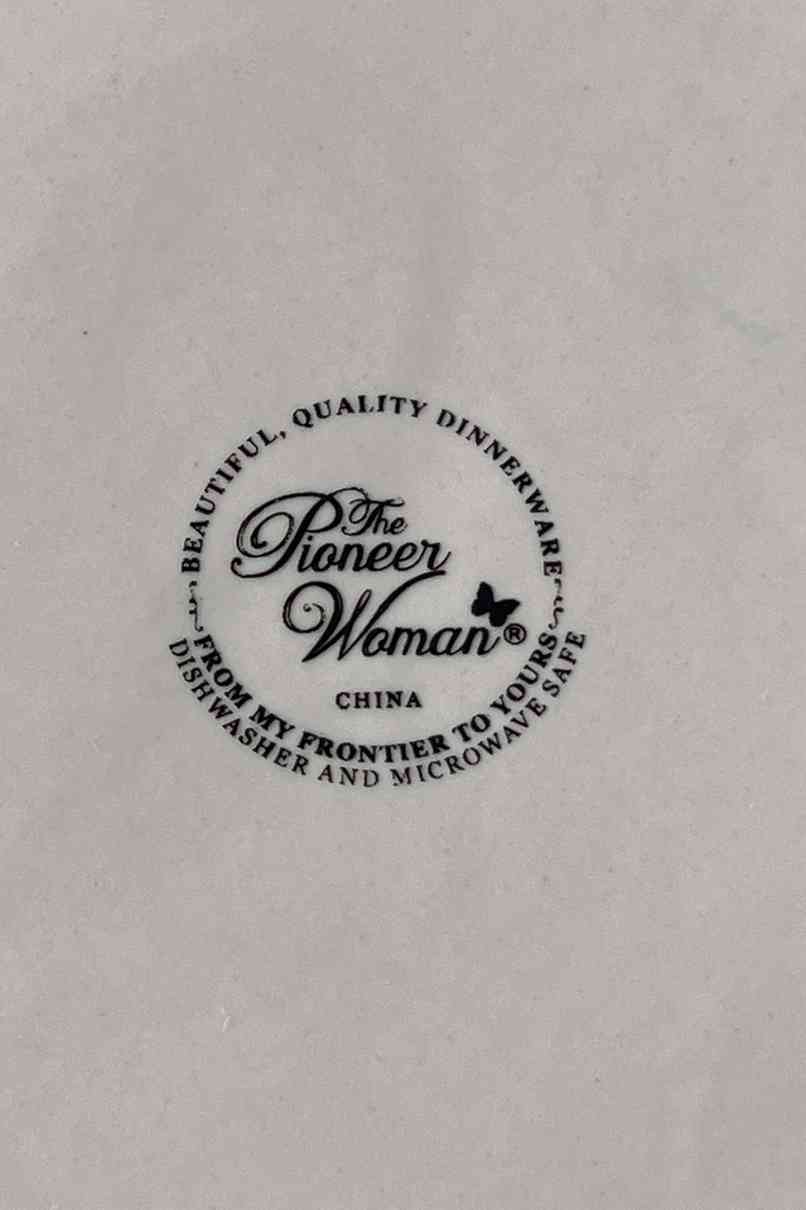 BEAUTIFUL, QUALITY DINNERWARE
The
Pioneer
Woman®
CHINA
FROM MY FRONTIER TO YOURS
DISHWASHER AND MICROWAVE SAFE